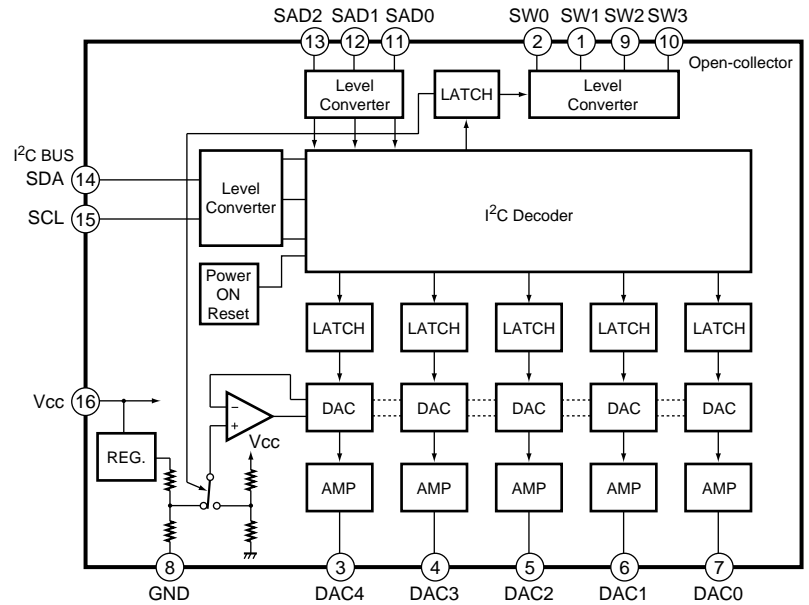 SAD2 SAD1 SAD0 SW0 SW1 SW2 SW3
13 12 11 2 1 9 10
Open-collector
Level
Converter
LATCH
Level
Converter
I²C BUS
SDA 14
SCL 15
Level
Converter
I²C Decoder
Power
ON
Reset
LATCH LATCH LATCH LATCH LATCH
Vcc 16
− +
DAC DAC DAC DAC DAC
Vcc
REG.
AMP AMP AMP AMP AMP
8 3 4 5 6 7
GND DAC4 DAC3 DAC2 DAC1 DAC0